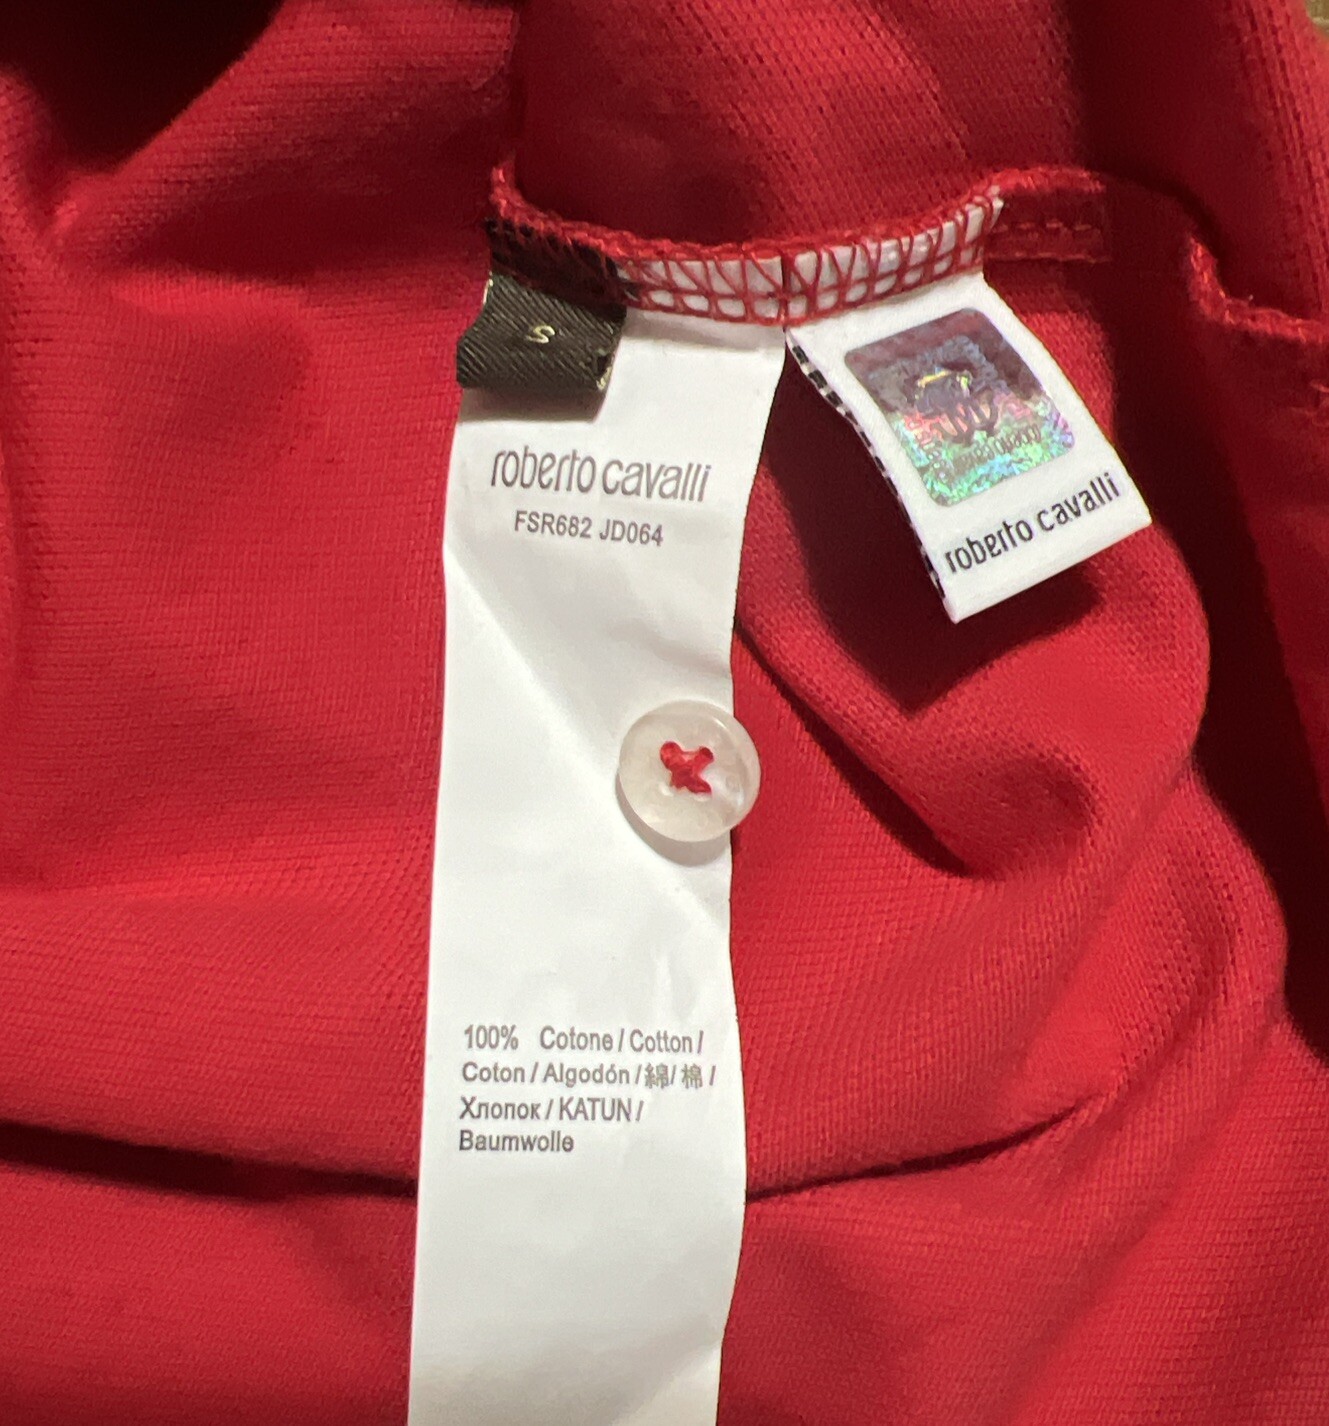 S
roberto cavalli
FSR682 JD064
roberto cavalli
100% Cotone / Cotton /
Coton / Algodón / 綿 / 棉 /
Хлопок / KATUN /
Baumwolle